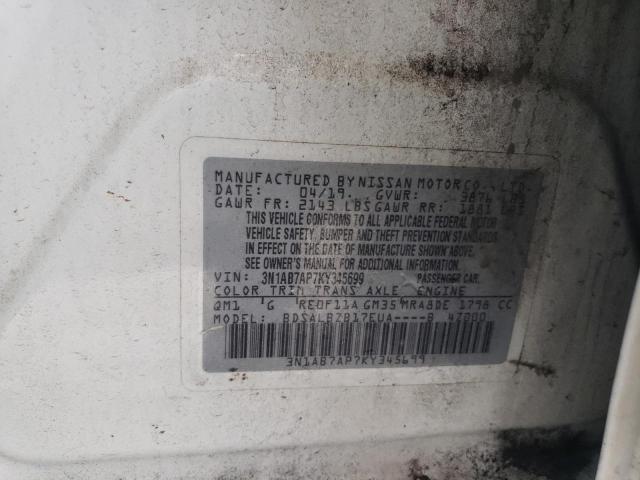 MANUFACTURED BY NISSAN MOTOR CO., LTD.
DATE: 04/19. GVWR: 3876 LBS
GAWR FR: 2143 LBS GAWR RR: 1881 LBS
THIS VEHICLE CONFORMS TO ALL APPLICABLE FEDERAL MOTOR
VEHICLE SAFETY, BUMPER AND THEFT PREVENTION STANDARDS
IN EFFECT ON THE DATE OF MANUFACTURE SHOWN ABOVE.
SEE OWNER'S MANUAL FOR ADDITIONAL INFORMATION.
VIN: 3N1AB7AP7KY345699 PASSENGER CAR.
COLOR TRIM TRANS AXLE ENGINE
QM1 G RE0F11A GM35 MRA8DE 1798 CC
MODEL: BDSALBZB17EUA----B 47000
3N1AB7AP7KY345699